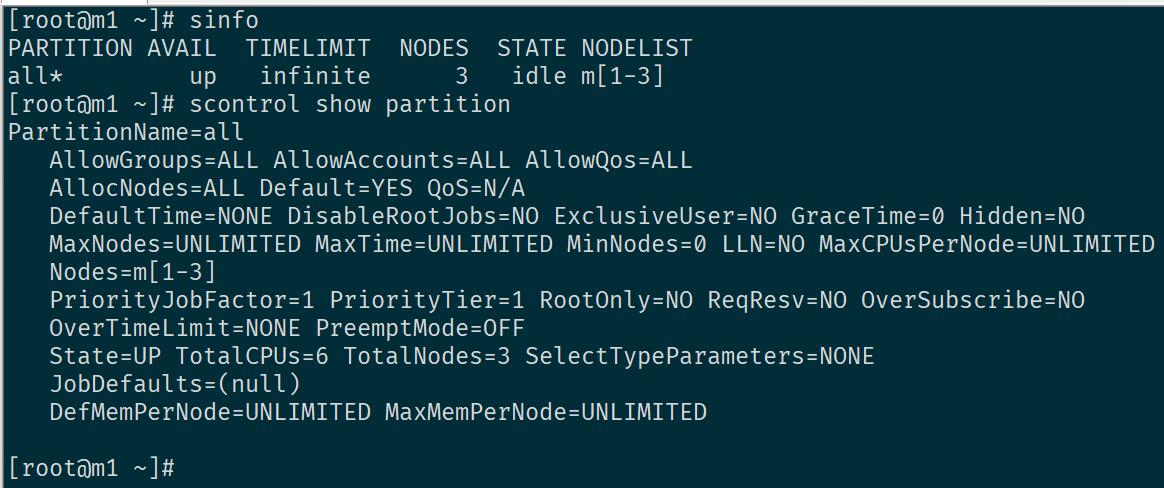 [root@m1 ~]# sinfo
PARTITION AVAIL  TIMELIMIT  NODES  STATE NODELIST
all*         up   infinite      3   idle m[1-3]
[root@m1 ~]# scontrol show partition
PartitionName=all
   AllowGroups=ALL AllowAccounts=ALL AllowQos=ALL
   AllocNodes=ALL Default=YES QoS=N/A
   DefaultTime=NONE DisableRootJobs=NO ExclusiveUser=NO GraceTime=0 Hidden=NO
   MaxNodes=UNLIMITED MaxTime=UNLIMITED MinNodes=0 LLN=NO MaxCPUsPerNode=UNLIMITED
   Nodes=m[1-3]
   PriorityJobFactor=1 PriorityTier=1 RootOnly=NO ReqResv=NO OverSubscribe=NO
   OverTimeLimit=NONE PreemptMode=OFF
   State=UP TotalCPUs=6 TotalNodes=3 SelectTypeParameters=NONE
   JobDefaults=(null)
   DefMemPerNode=UNLIMITED MaxMemPerNode=UNLIMITED

[root@m1 ~]#